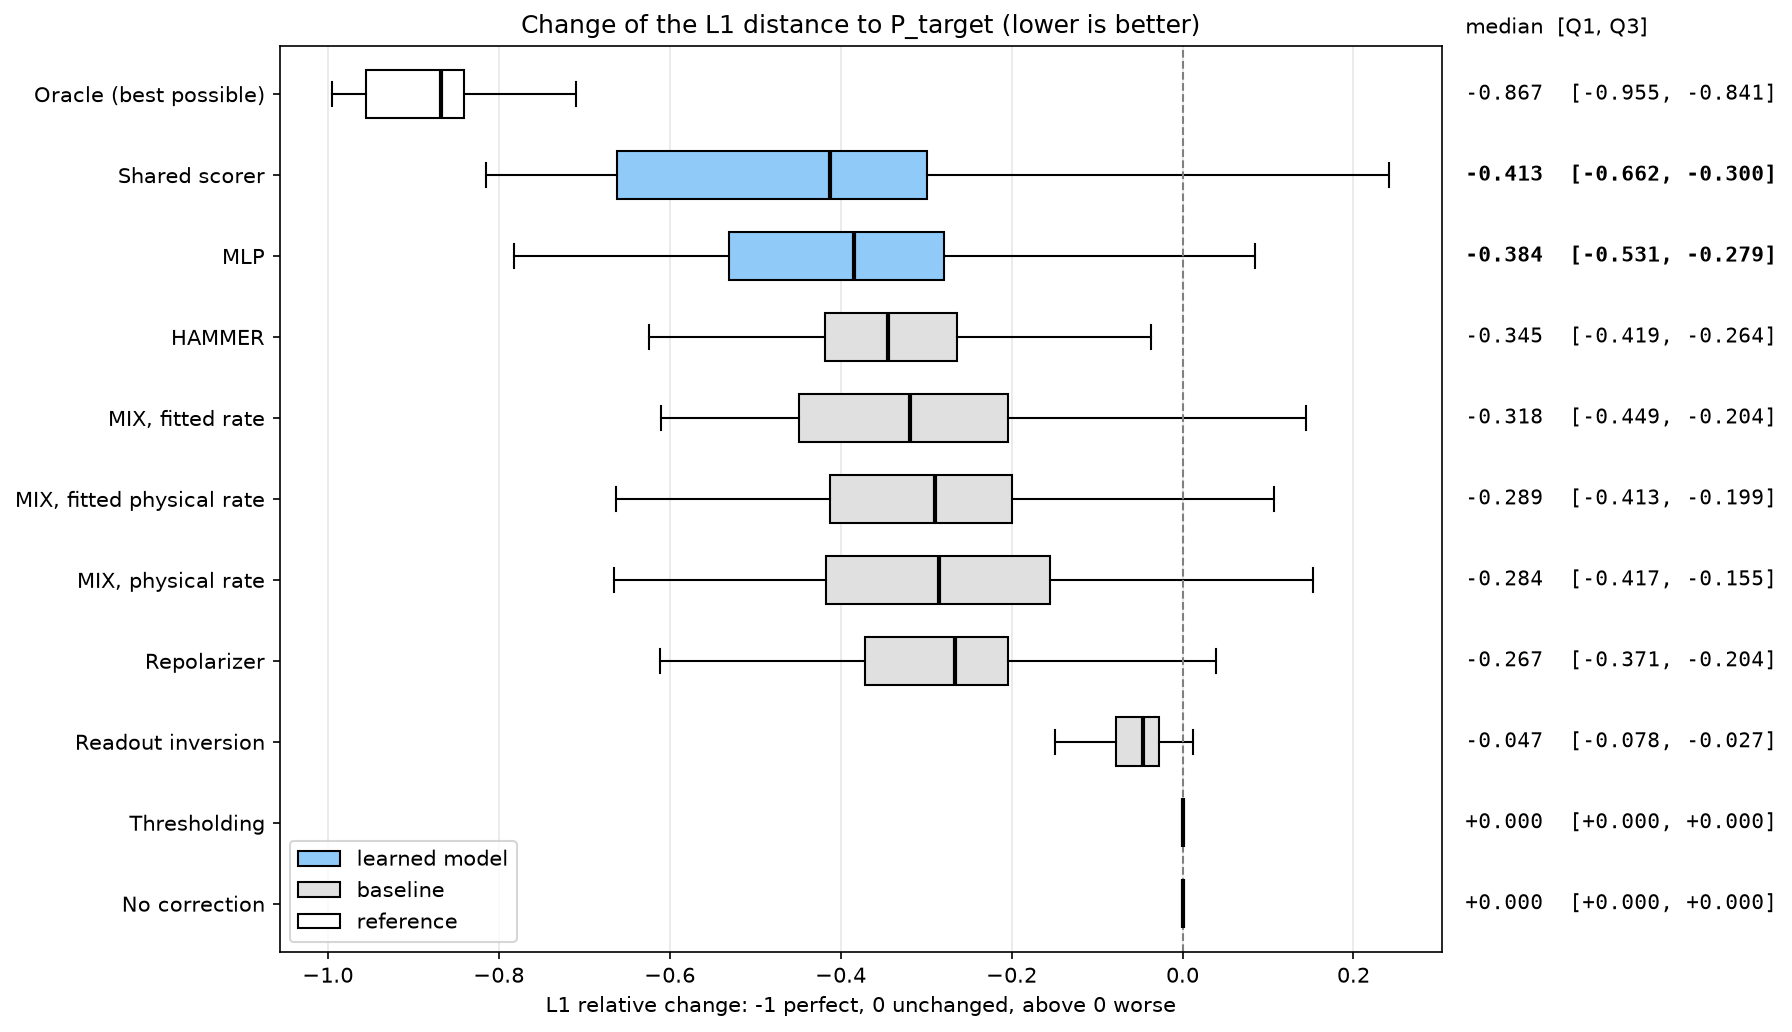 Change of the L1 distance to P_target (lower is better)
median [Q1, Q3]
Oracle (best possible) -0.867 [-0.955, -0.841]
Shared scorer -0.413 [-0.662, -0.300]
MLP -0.384 [-0.531, -0.279]
HAMMER -0.345 [-0.419, -0.264]
MIX, fitted rate -0.318 [-0.449, -0.204]
MIX, fitted physical rate -0.289 [-0.413, -0.199]
MIX, physical rate -0.284 [-0.417, -0.155]
Repolarizer -0.267 [-0.371, -0.204]
Readout inversion -0.047 [-0.078, -0.027]
Thresholding +0.000 [+0.000, +0.000]
No correction +0.000 [+0.000, +0.000]
learned model
baseline
reference
−1.0 −0.8 −0.6 −0.4 −0.2 0.0 0.2
L1 relative change: -1 perfect, 0 unchanged, above 0 worse